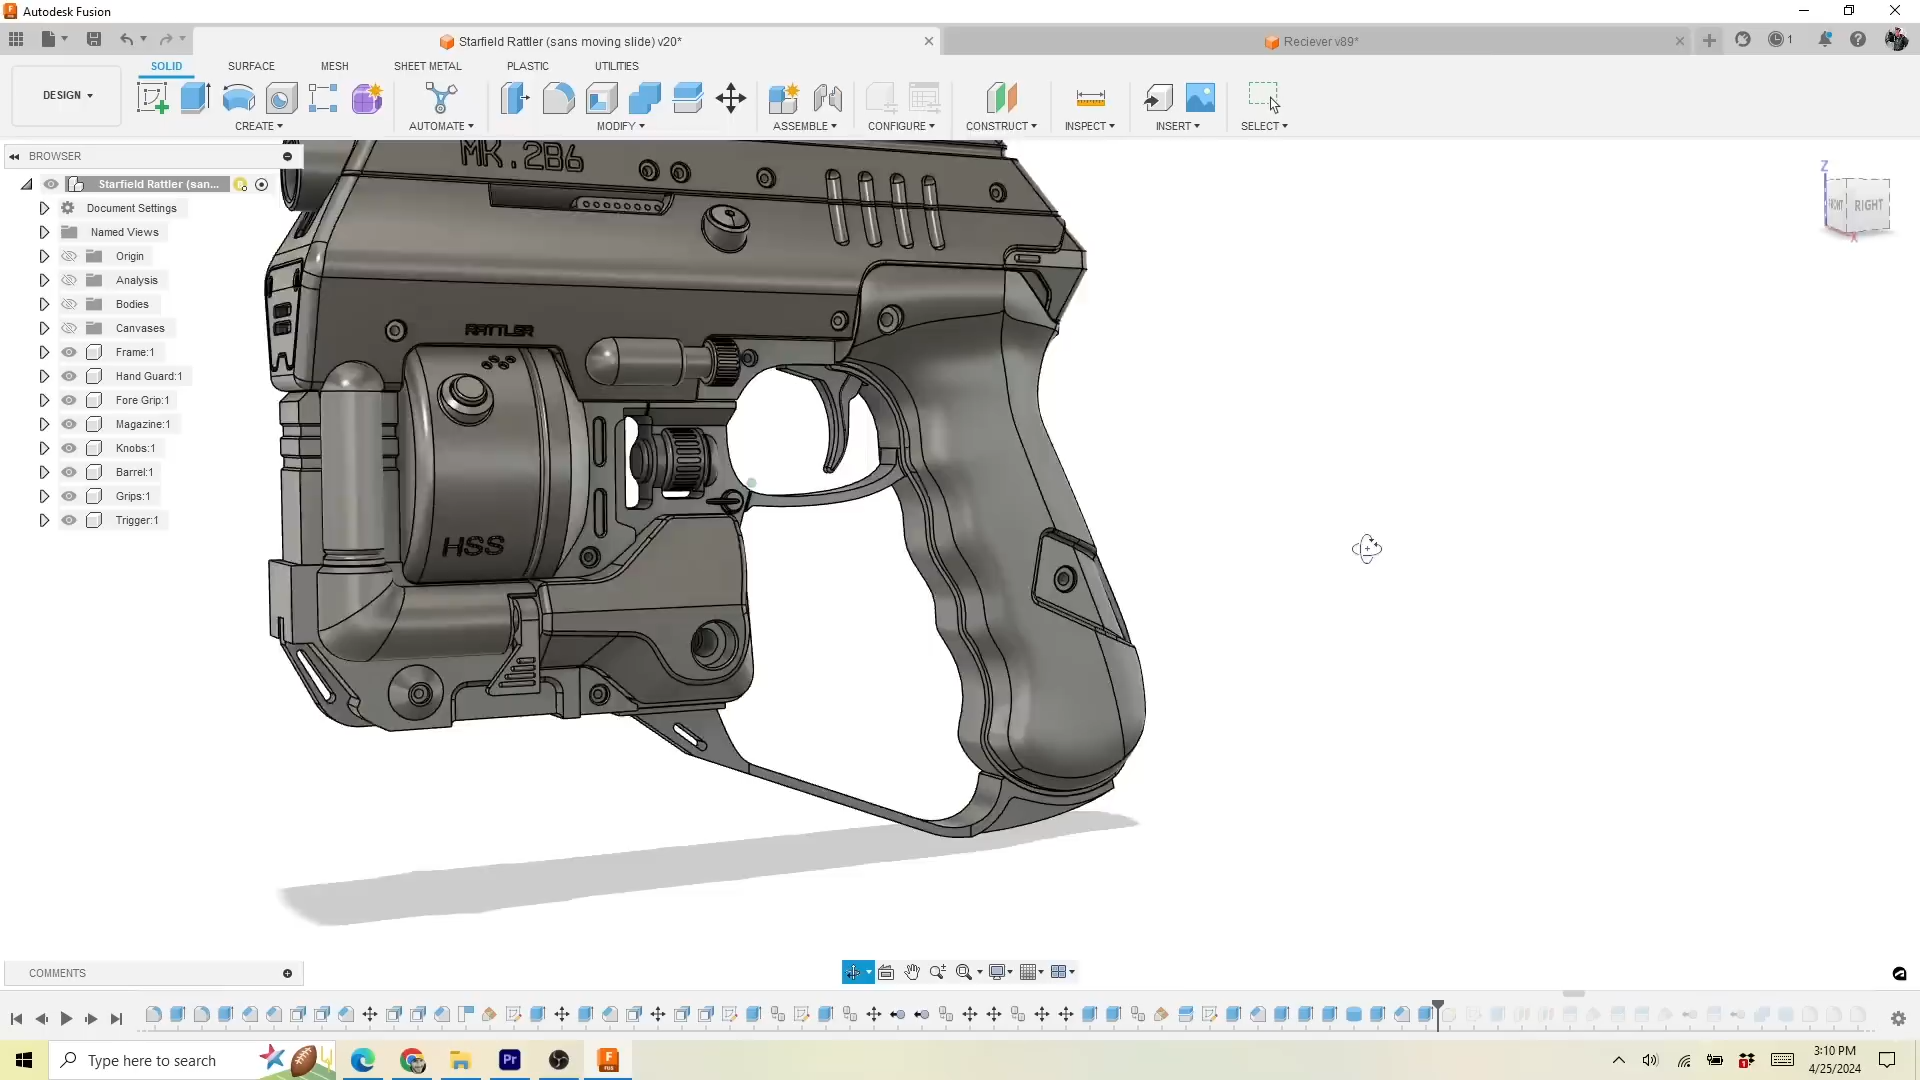 Autodesk Fusion
Starfield Rattler (sans moving slide) v20*
Reciever v89*
1
DESIGN
SOLID
SURFACE
MESH
SHEET METAL
PLASTIC
UTILITIES
CREATE
AUTOMATE
MODIFY
ASSEMBLE
CONFIGURE
CONSTRUCT
INSPECT
INSERT
SELECT
BROWSER
Starfield Rattler (san...
Document Settings
Named Views
Origin
Analysis
Bodies
Canvases
Frame:1
Hand Guard:1
Fore Grip:1
Magazine:1
Knobs:1
Barrel:1
Grips:1
Trigger:1
MK.2B6
RATTLER
HSS
Z
RIGHT
X
COMMENTS
Type here to search
Pr
F
3:10 PM
4/25/2024